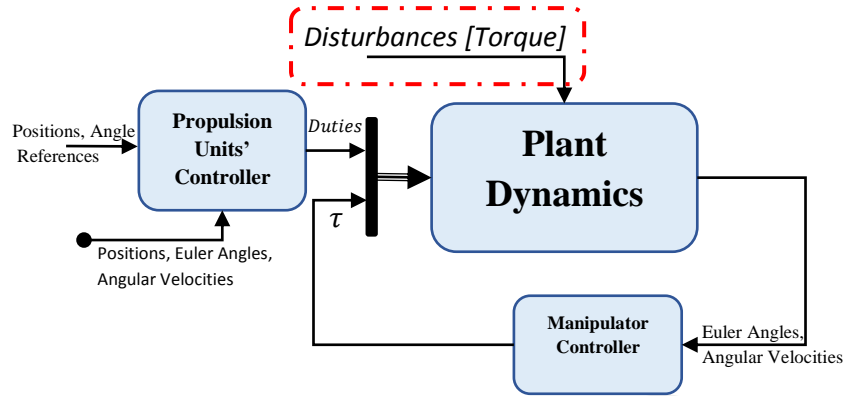 Disturbances [Torque]
Positions, Angle
References
Propulsion
Units’
Controller
Duties
Plant
Dynamics
τ
Positions, Euler Angles,
Angular Velocities
Manipulator
Controller
Euler Angles,
Angular Velocities